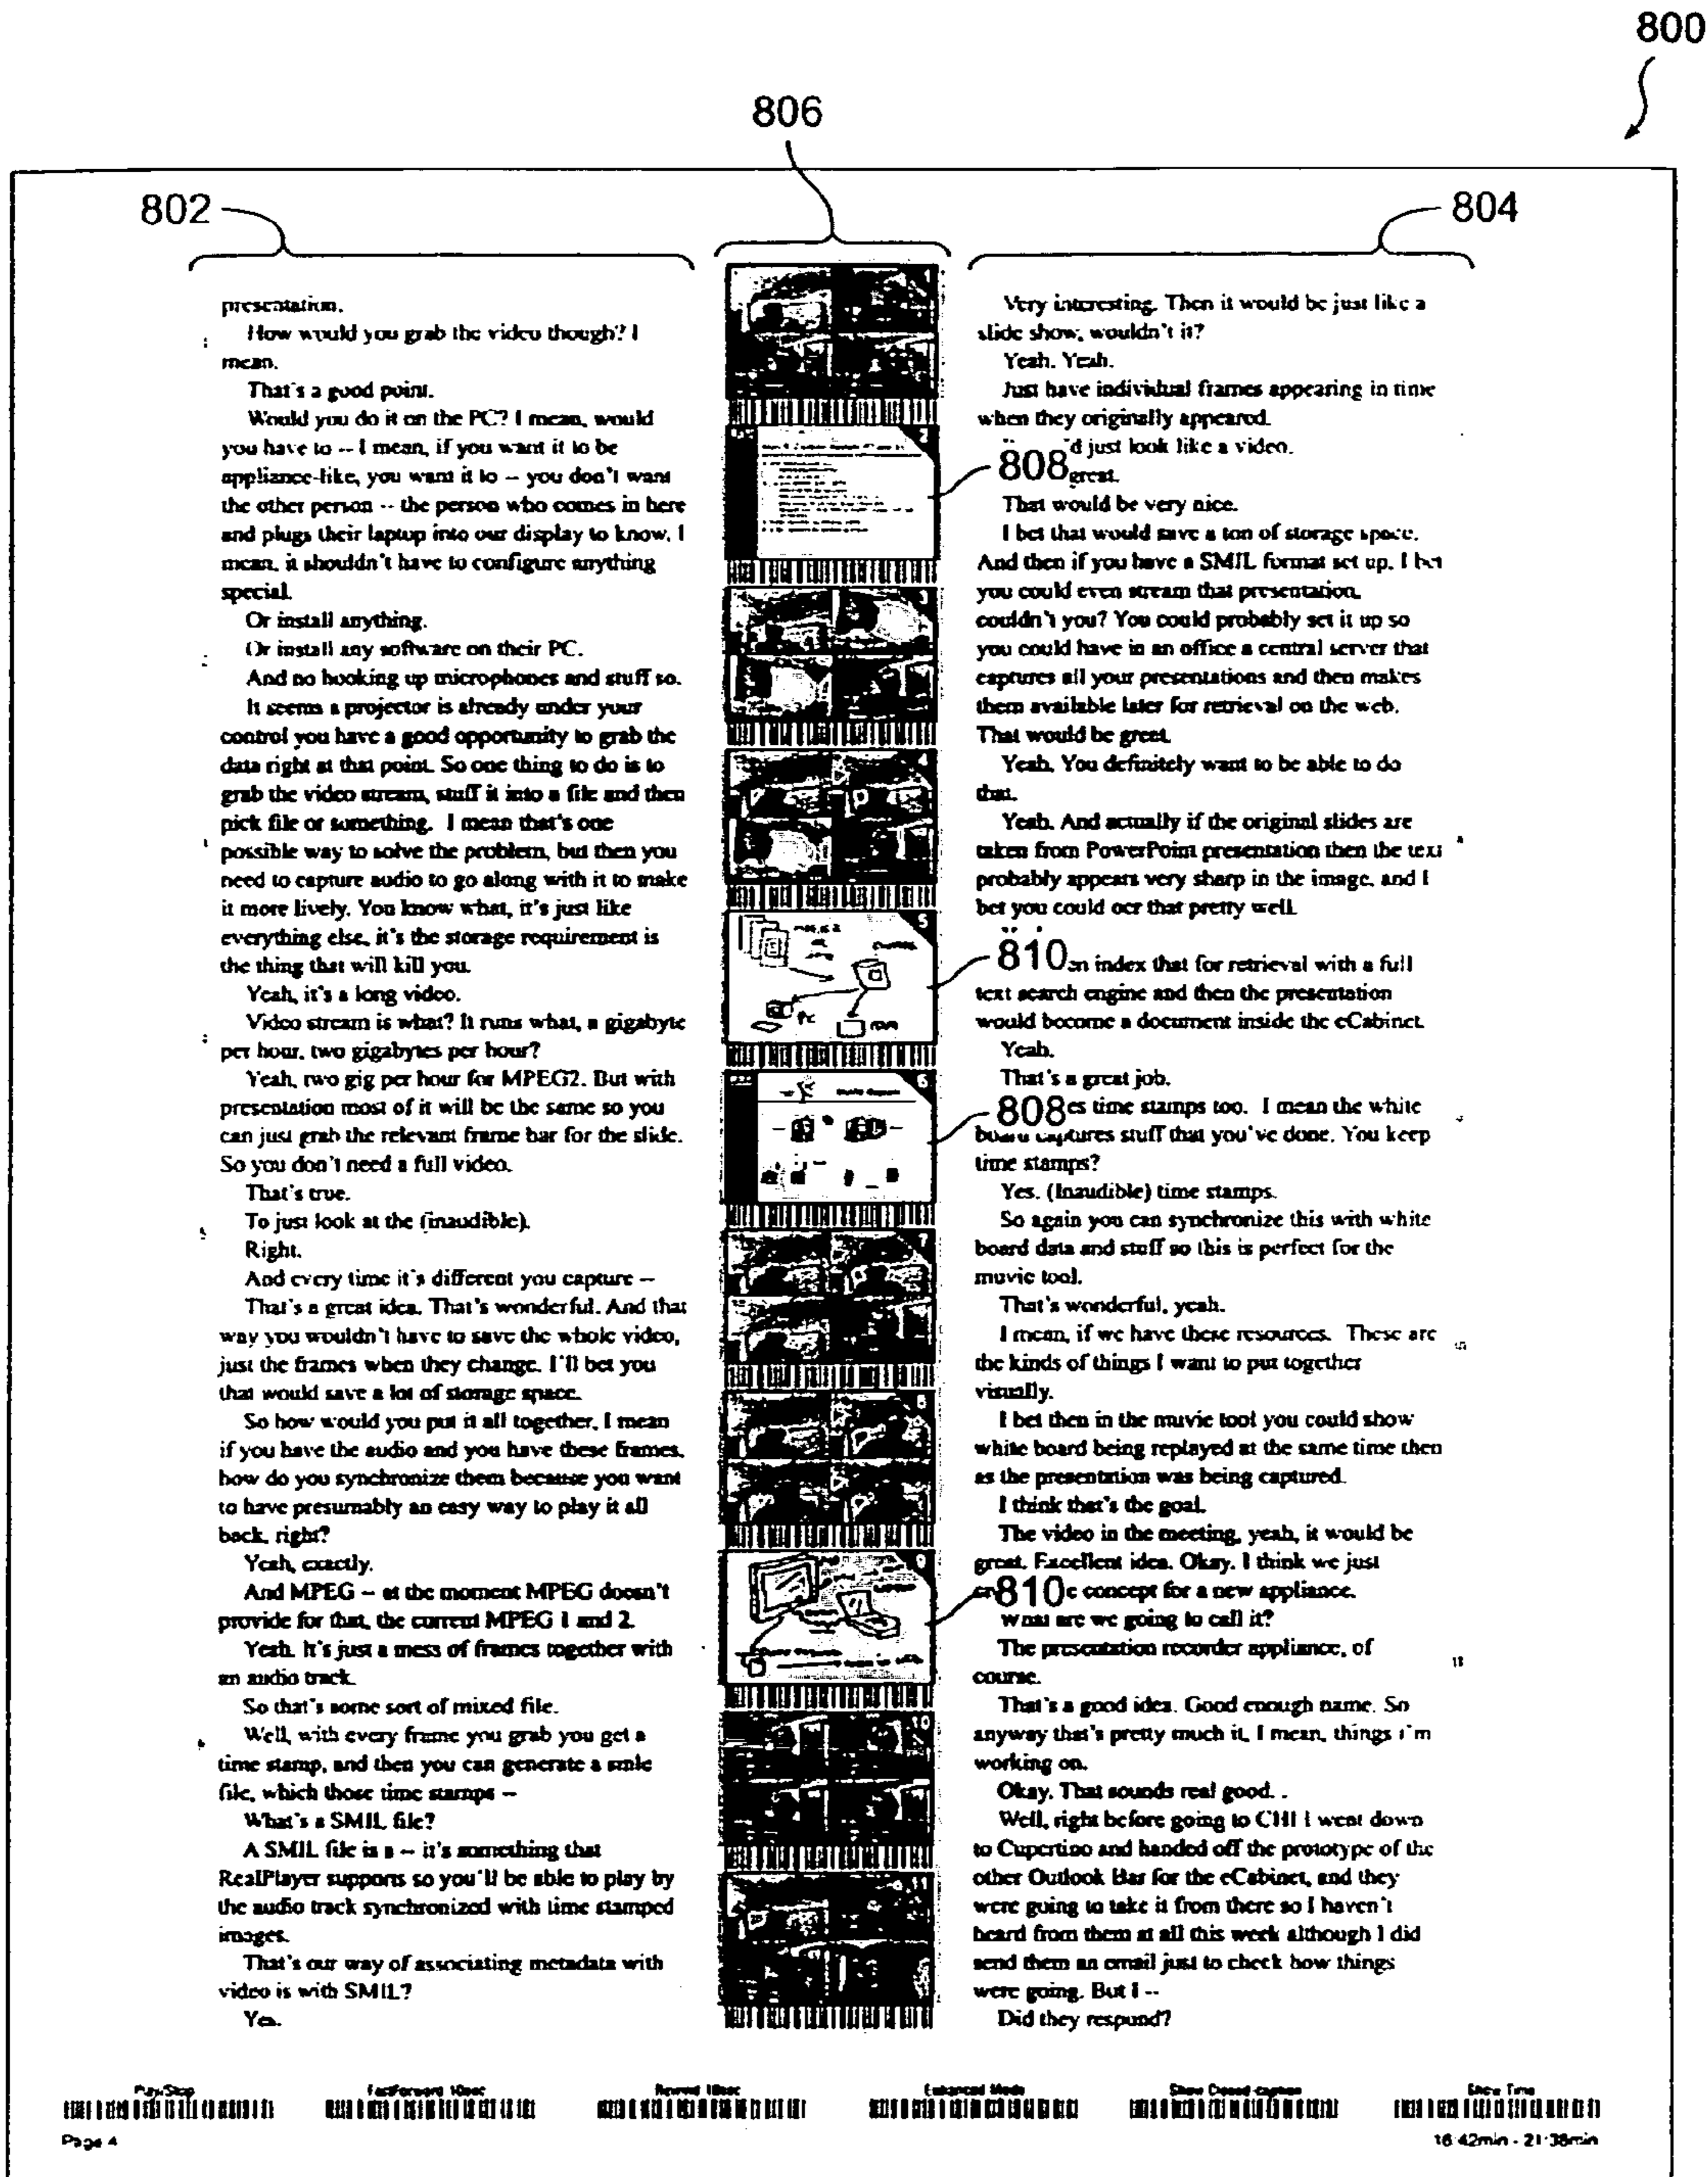 800
806
802
804
presentation.
How would you grab the video though? I
mean.
That's a good point.
Would you do it on the PC? I mean, would
you have to -- I mean, if you want it to be
appliance-like, you want it to -- you don't want
the other person -- the person who comes in here
and plugs their laptop into our display to know, I
mean, it shouldn't have to configure anything
special.
Or install anything.
Or install any software on their PC.
And no hooking up microphones and stuff so.
It seems a projector is already under your
control you have a good opportunity to grab the
data right at that point. So one thing to do is to
grab the video stream, stuff it into a file and then
pick file or something. I mean that's one
possible way to solve the problem, but then you
need to capture audio to go along with it to make
it more lively. You know what, it's just like
everything else, it's the storage requirement is
the thing that will kill you.
Yeah, it's a long video.
Video stream is what? It runs what, a gigabyte
per hour, two gigabytes per hour?
Yeah, two gig per hour for MPEG2. But with
presentation most of it will be the same so you
can just grab the relevant frame bar for the slide.
So you don't need a full video.
That's true.
To just look at the (inaudible).
Right.
And every time it's different you capture --
That's a great idea. That's wonderful. And that
way you wouldn't have to save the whole video,
just the frames when they change. I'll bet you
that would save a lot of storage space.
So how would you put it all together, I mean
if you have the audio and you have these frames,
how do you synchronize them because you want
to have presumably an easy way to play it all
back, right?
Yeah, exactly.
And MPEG -- at the moment MPEG doesn't
provide for that, the current MPEG 1 and 2.
Yeah. It's just a mess of frames together with
an audio track.
So that's some sort of mixed file.
Well, with every frame you grab you get a
time stamp, and then you can generate a smile
file, which those time stamps --
What's a SMIL file?
A SMIL file is a -- it's something that
RealPlayer supports so you'll be able to play by
the audio track synchronized with time stamped
images.
That's our way of associating metadata with
video is with SMIL?
Yes.
1
2
3
4
5
6
7
8
9
10
11
Very interesting. Then it would be just like a
slide show, wouldn't it?
Yeah. Yeah.
Just have individual frames appearing in time
when they originally appeared.
'd just look like a video.
808
great.
That would be very nice.
I bet that would save a ton of storage space.
And then if you have a SMIL format set up, I bet
you could even stream that presentation,
couldn't you? You could probably set it up so
you could have in an office a central server that
captures all your presentations and then makes
them available later for retrieval on the web.
That would be great.
Yeah. You definitely want to be able to do
that.
Yeah. And actually if the original slides are
taken from PowerPoint presentation then the text
probably appears very sharp in the image, and I
bet you could ocr that pretty well.
810
index that for retrieval with a full
text search engine and then the presentation
would become a document inside the eCabinet.
Yeah.
That's a great job.
808
es time stamps too. I mean the white
board captures stuff that you've done. You keep
time stamps?
Yes. (Inaudible) time stamps.
So again you can synchronize this with white
board data and stuff so this is perfect for the
muvie tool.
That's wonderful, yeah.
I mean, if we have these resources. These are
the kinds of things I want to put together
visually.
I bet then in the muvie tool you could show
white board being replayed at the same time then
as the presentation was being captured.
I think that's the goal.
The video in the meeting, yeah, it would be
great. Excellent idea. Okay. I think we just
810
concept for a new appliance.
What are we going to call it?
The presentation recorder appliance, of
course.
That's a good idea. Good enough name. So
anyway that's pretty much it, I mean, things i'm
working on.
Okay. That sounds real good. .
Well, right before going to CHI I went down
to Cupertino and handed off the prototype of the
other Outlook Bar for the eCabinet, and they
were going to take it from there so I haven't
heard from them at all this week although I did
send them an email just to check how things
were going. But I --
Did they respond?
Play/Stop
FastForward 10sec
Rewind 10sec
Enhanced Mode
Show Closed-caption
Show Time
Page 4
16:42min - 21:38min